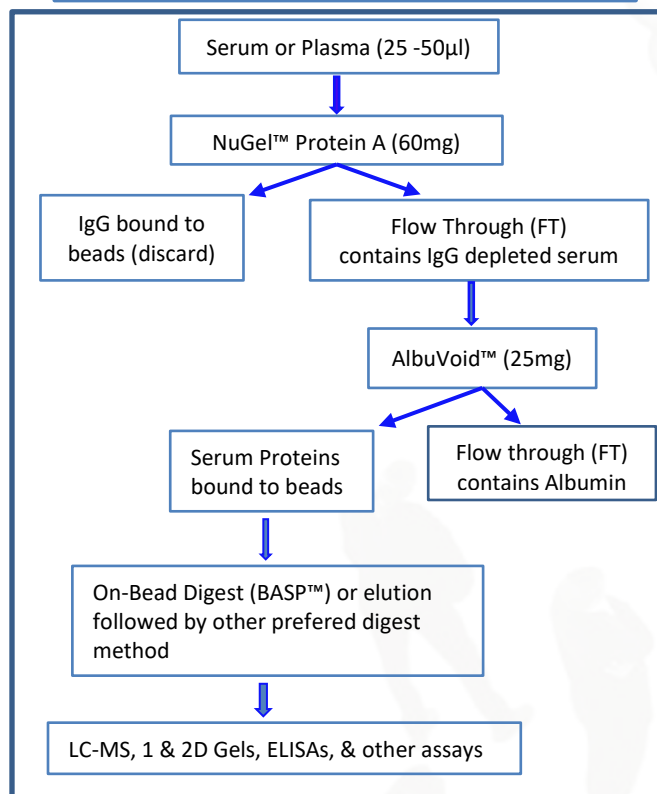 Serum or Plasma (25 -50µl)
NuGel™ Protein A (60mg)
IgG bound to
beads (discard)
Flow Through (FT)
contains IgG depleted serum
AlbuVoid™ (25mg)
Serum Proteins
bound to beads
Flow through (FT)
contains Albumin
On-Bead Digest (BASP™) or elution
followed by other prefered digest
method
LC-MS, 1 & 2D Gels, ELISAs, & other assays